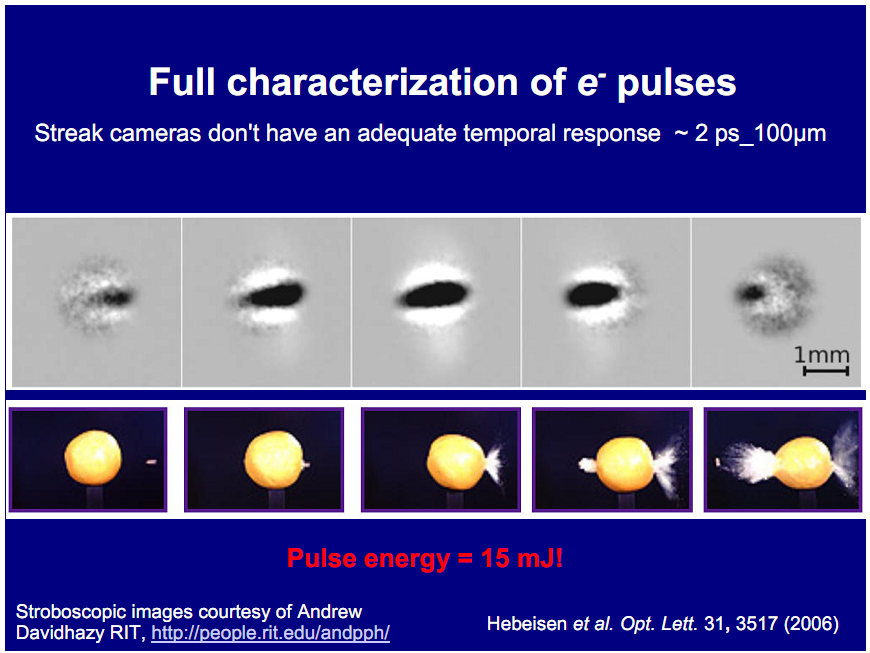 Full characterization of e- pulses
Streak cameras don't have an adequate temporal response ~ 2 ps_100µm
1mm
Pulse energy = 15 mJ!
Stroboscopic images courtesy of Andrew
Davidhazy RIT, http://people.rit.edu/andpph/
Hebeisen et al. Opt. Lett. 31, 3517 (2006)